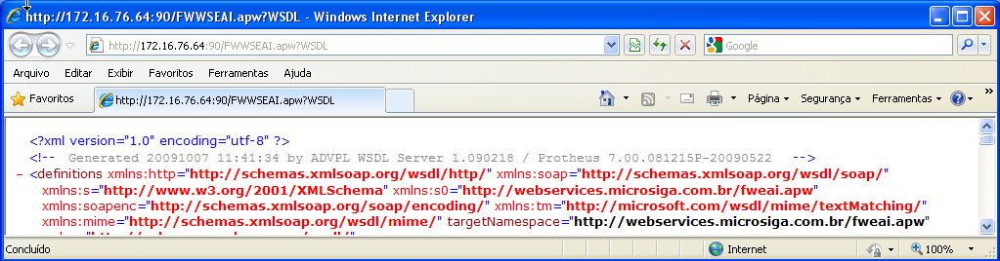 http://172.16.76.64:90/FWWSEAI.apw?WSDL - Windows Internet Explorer
http://172.16.76.64:90/FWWSEAI.apw?WSDL Google
Arquivo Editar Exibir Favoritos Ferramentas Ajuda
Favoritos http://172.16.76.64:90/FWWSEAI.apw?WSDL Página Segurança Ferramentas »
<?xml version="1.0" encoding="utf-8" ?>
<!-- Generated 20091007 11:41:34 by ADVPL WSDL Server 1.090218 / Protheus 7.00.081215P-20090522 -->
- <definitions xmlns:http="http://schemas.xmlsoap.org/wsdl/http/" xmlns:soap="http://schemas.xmlsoap.org/wsdl/soap/"
xmlns:s="http://www.w3.org/2001/XMLSchema" xmlns:s0="http://webservices.microsiga.com.br/fweai.apw"
xmlns:soapenc="http://schemas.xmlsoap.org/soap/encoding/" xmlns:tm="http://microsoft.com/wsdl/mime/textMatching/"
xmlns:mime="http://schemas.xmlsoap.org/wsdl/mime/" targetNamespace="http://webservices.microsiga.com.br/fweai.apw"
Concluído Internet 100%